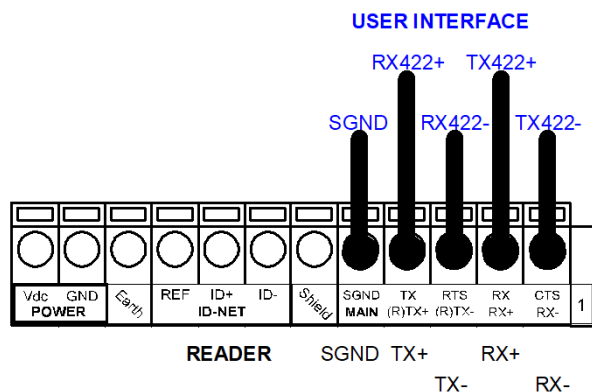 USER INTERFACE
RX422+ TX422+
SGND RX422- TX422-
Vdc GND Earth REF ID+ ID- Shield SGND TX RTS RX CTS 1
POWER ID-NET MAIN (R)TX+ (R)TX- RX+ RX-
READER SGND TX+ RX+
TX- RX-